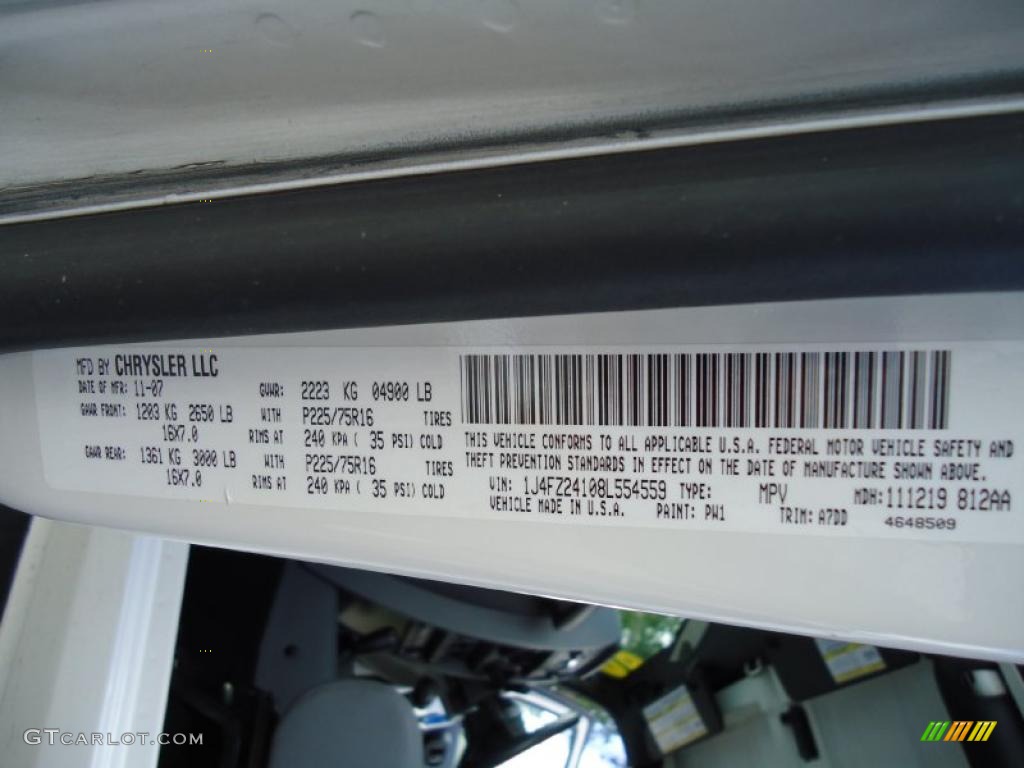 MFD BY CHRYSLER LLC
DATE OF MFR: 11-07 GVWR: 2223 KG 04900 LB
GAWR FRONT: 1203 KG 2650 LB WITH P225/75R16 TIRES
16X7.0 RIMS AT 240 KPA ( 35 PSI) COLD
GAWR REAR: 1361 KG 3000 LB WITH P225/75R16 TIRES
16X7.0 RIMS AT 240 KPA ( 35 PSI) COLD
THIS VEHICLE CONFORMS TO ALL APPLICABLE U.S.A. FEDERAL MOTOR VEHICLE SAFETY AND
THEFT PREVENTION STANDARDS IN EFFECT ON THE DATE OF MANUFACTURE SHOWN ABOVE.
VIN: 1J4FZ24108L554559 TYPE: MPV MDH: 111219 812AA
VEHICLE MADE IN U.S.A. PAINT: PW1 TRIM: A7DD 4648509
GTCARLOT.COM